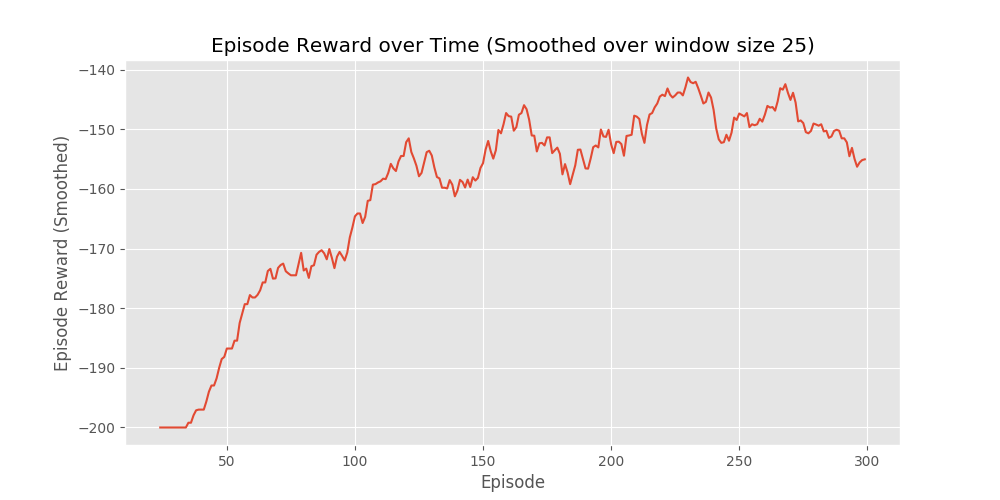 Episode Reward over Time (Smoothed over window size 25)
Episode Reward (Smoothed)
−140
−150
−160
−170
−180
−190
−200
50 100 150 200 250 300
Episode